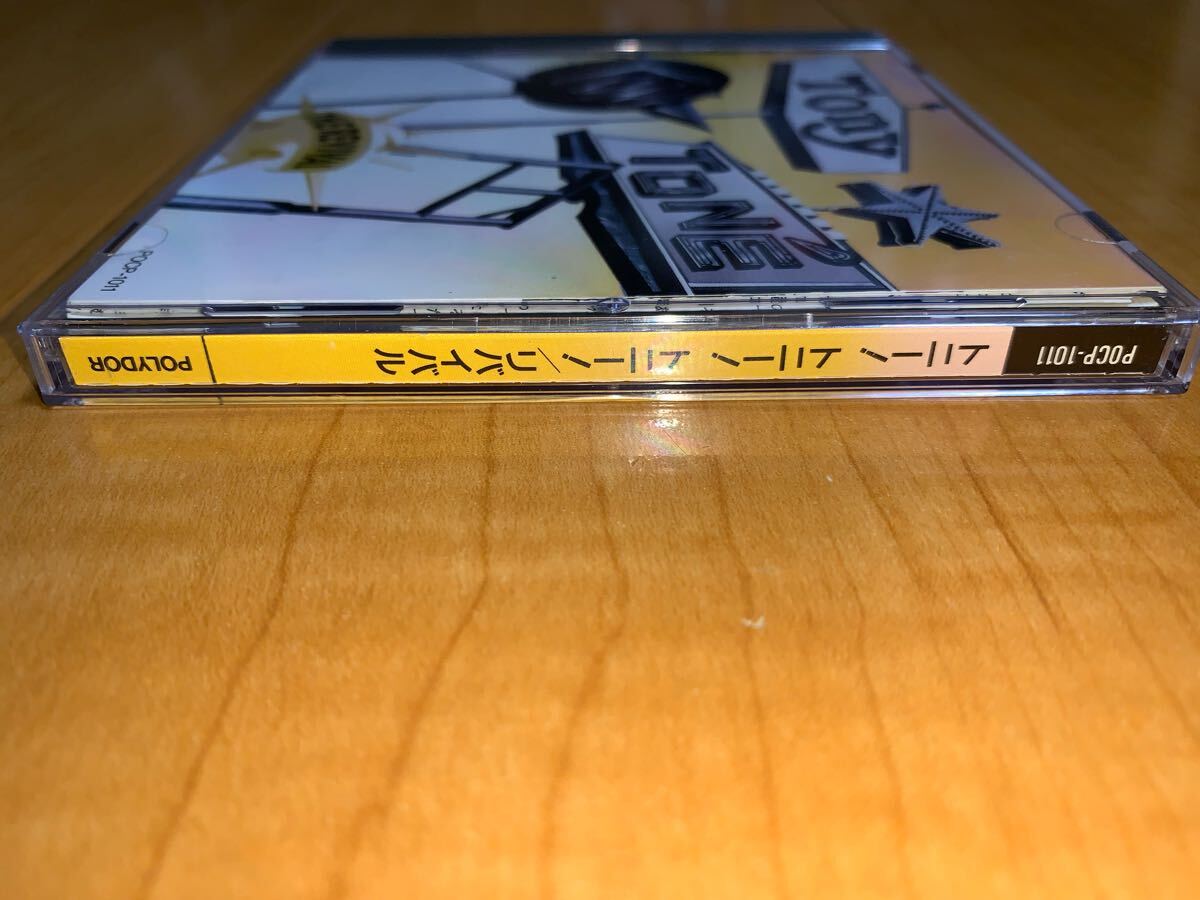 Tony
TONE
POCP-1011
POCP-1011
トニー! トニー! トニー!/リバイバル
POLYDOR